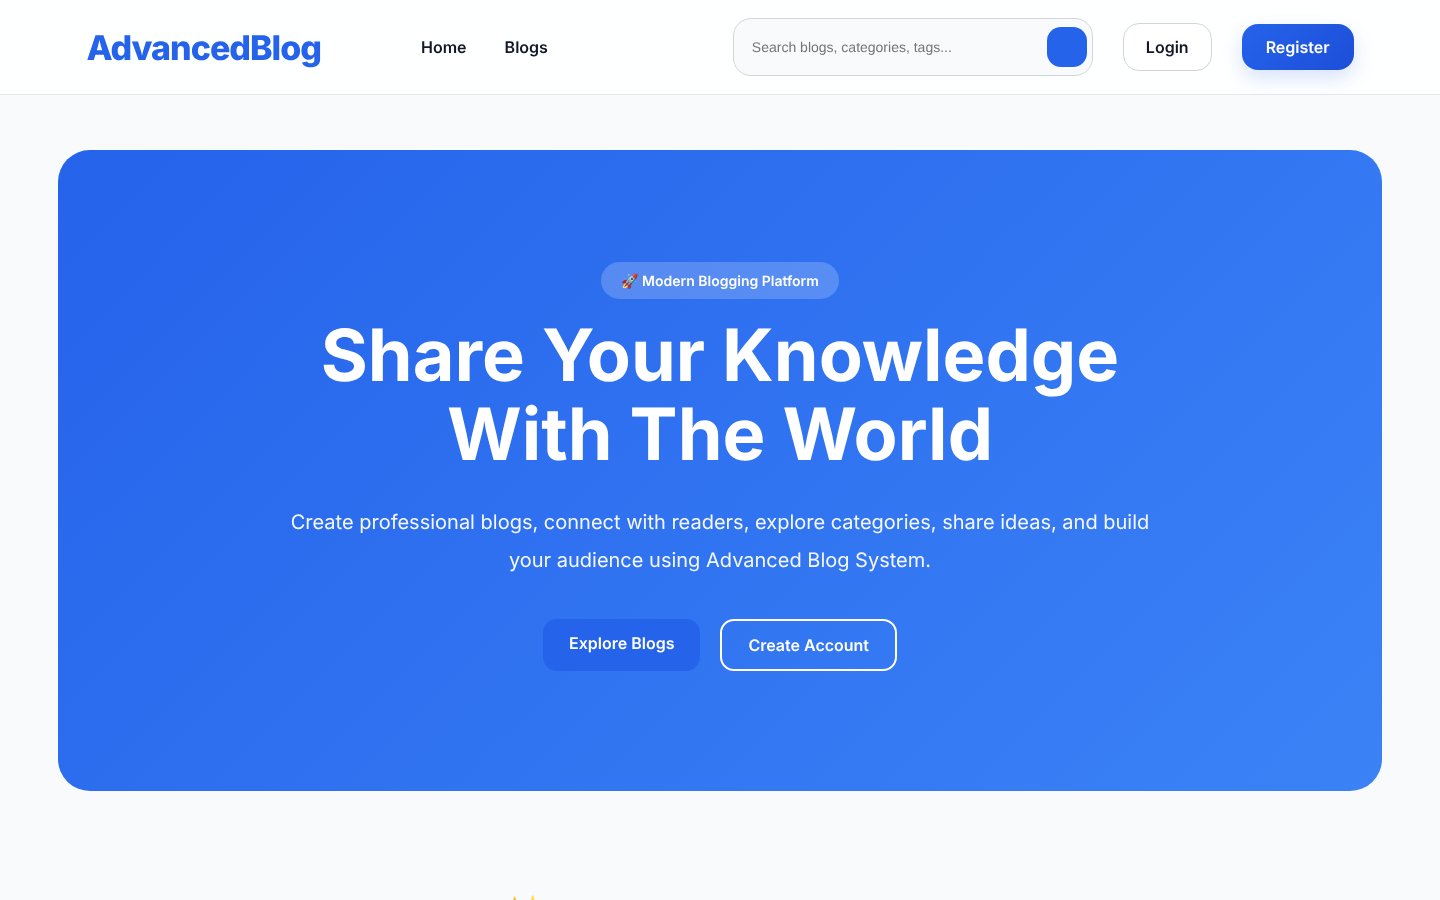 AdvancedBlog
Home
Blogs
Search blogs, categories, tags...
Login
Register
🚀 Modern Blogging Platform
Share Your Knowledge
With The World
Create professional blogs, connect with readers, explore categories, share ideas, and build
your audience using Advanced Blog System.
Explore Blogs
Create Account